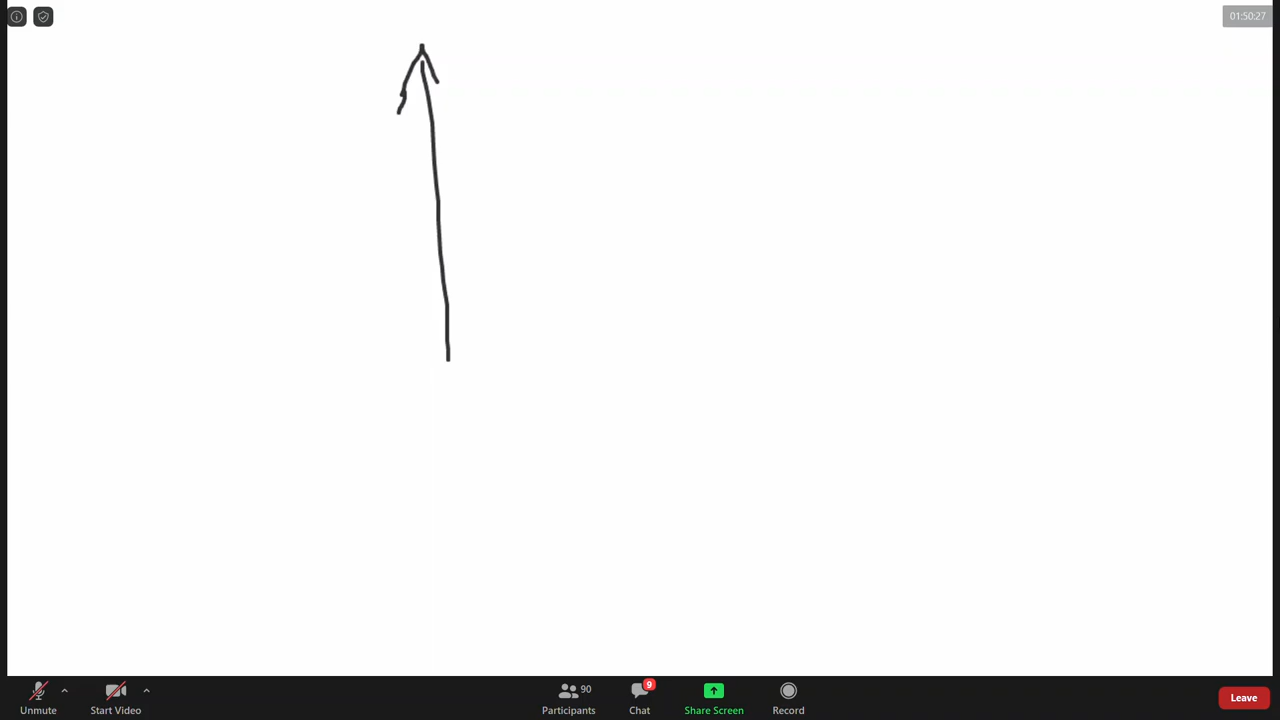 01:50:27
Unmute
Start Video
Participants 90
Chat 9
Share Screen
Record
Leave